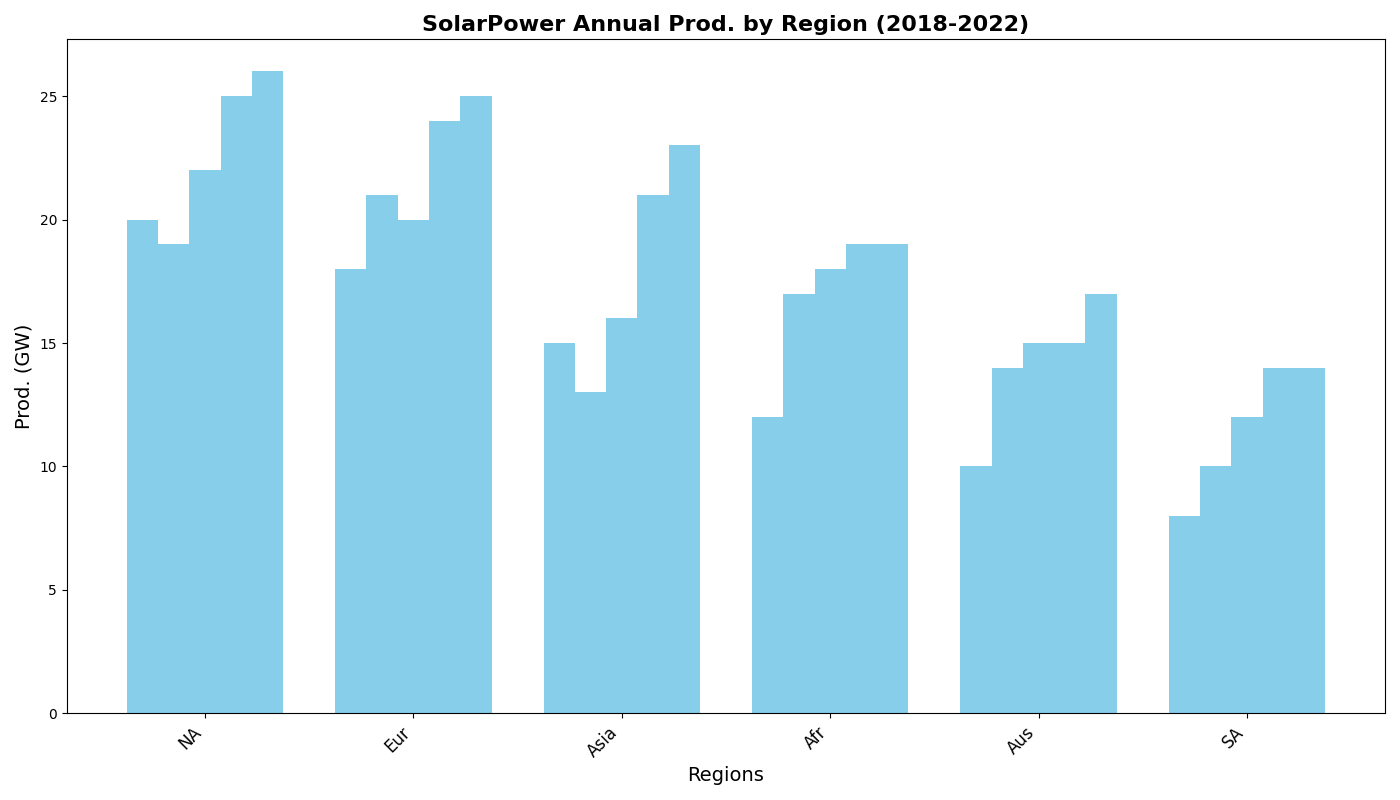 SolarPower Annual Prod. by Region (2018-2022)
Prod. (GW)
25
20
15
10
5
0
NA
Eur
Asia
Afr
Aus
SA
Regions